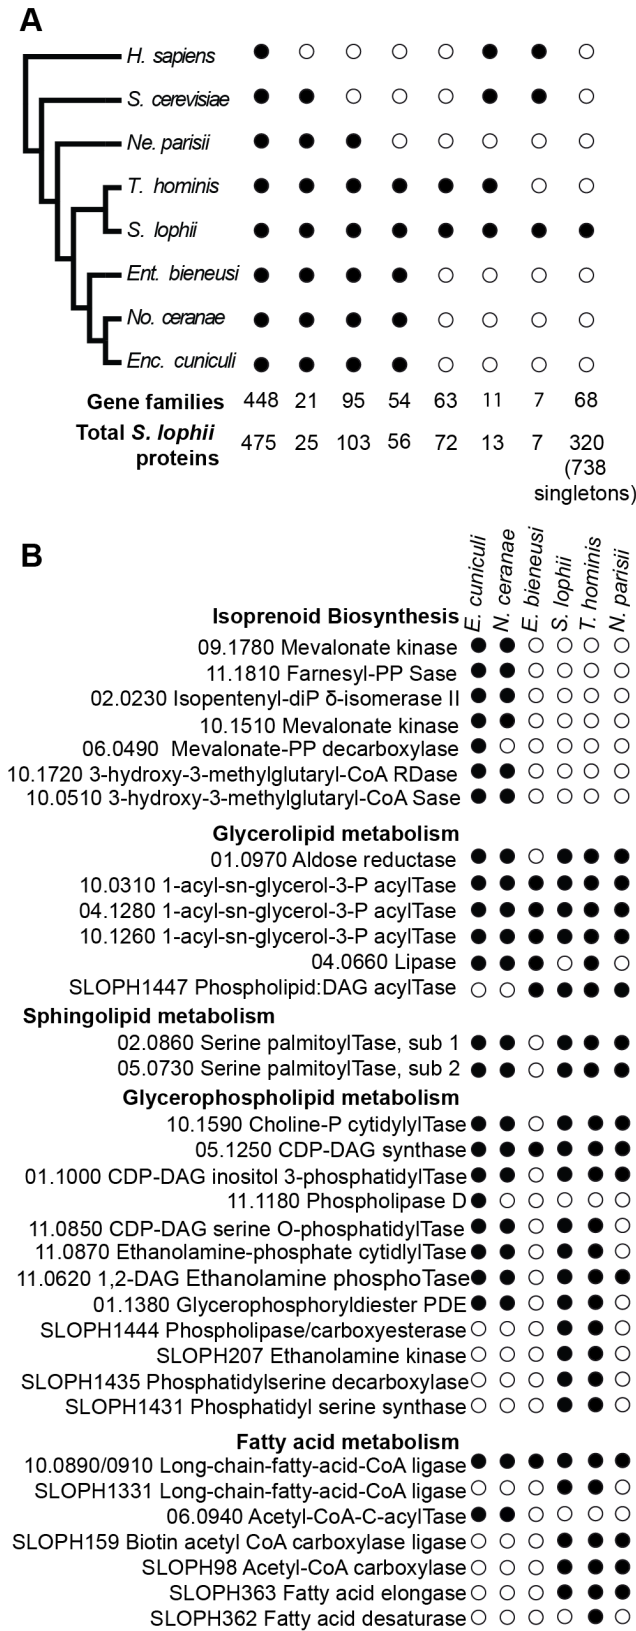 A
H. sapiens
S. cerevisiae
Ne. parisii
T. hominis
S. lophii
Ent. bieneusi
No. ceranae
Enc. cuniculi
Gene families 448 21 95 54 63 11 7 68
Total S. lophii proteins 475 25 103 56 72 13 7 320 (738 singletons)
B
E. cuniculi
N. ceranae
E. bieneusi
S. lophii
T. hominis
N. parisii
Isoprenoid Biosynthesis
09.1780 Mevalonate kinase
11.1810 Farnesyl-PP Sase
02.0230 Isopentenyl-diP δ-isomerase II
10.1510 Mevalonate kinase
06.0490 Mevalonate-PP decarboxylase
10.1720 3-hydroxy-3-methylglutaryl-CoA RDase
10.0510 3-hydroxy-3-methylglutaryl-CoA Sase
Glycerolipid metabolism
01.0970 Aldose reductase
10.0310 1-acyl-sn-glycerol-3-P acylTase
04.1280 1-acyl-sn-glycerol-3-P acylTase
10.1260 1-acyl-sn-glycerol-3-P acylTase
04.0660 Lipase
SLOPH1447 Phospholipid:DAG acylTase
Sphingolipid metabolism
02.0860 Serine palmitoylTase, sub 1
05.0730 Serine palmitoylTase, sub 2
Glycerophospholipid metabolism
10.1590 Choline-P cytidylylTase
05.1250 CDP-DAG synthase
01.1000 CDP-DAG inositol 3-phosphatidylTase
11.1180 Phospholipase D
11.0850 CDP-DAG serine O-phosphatidylTase
11.0870 Ethanolamine-phosphate cytidylTase
11.0620 1,2-DAG Ethanolamine phosphoTase
01.1380 Glycerophosphoryldiester PDE
SLOPH1444 Phospholipase/carboxyesterase
SLOPH207 Ethanolamine kinase
SLOPH1435 Phosphatidylserine decarboxylase
SLOPH1431 Phosphatidyl serine synthase
Fatty acid metabolism
10.0890/0910 Long-chain-fatty-acid-CoA ligase
SLOPH1331 Long-chain-fatty-acid-CoA ligase
06.0940 Acetyl-CoA-C-acylTase
SLOPH159 Biotin acetyl CoA carboxylase ligase
SLOPH98 Acetyl-CoA carboxylase
SLOPH363 Fatty acid elongase
SLOPH362 Fatty acid desaturase